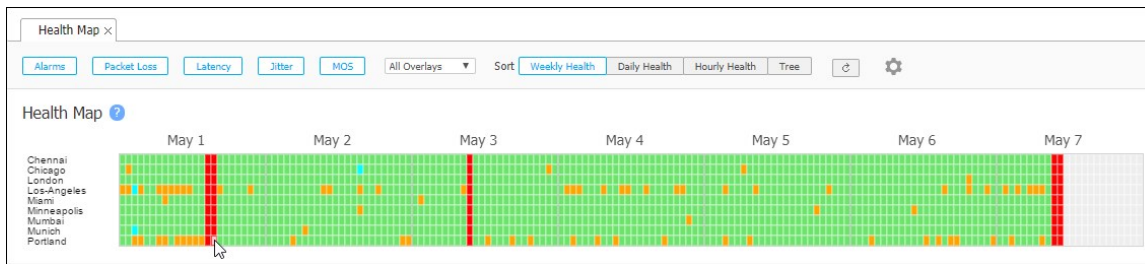 Health Map ×
Alarms Packet Loss Latency Jitter MOS All Overlays ▼ Sort Weekly Health Daily Health Hourly Health Tree
Health Map ?
May 1 May 2 May 3 May 4 May 5 May 6 May 7
Chennai
Chicago
London
Los-Angeles
Miami
Minneapolis
Mumbai
Munich
Portland